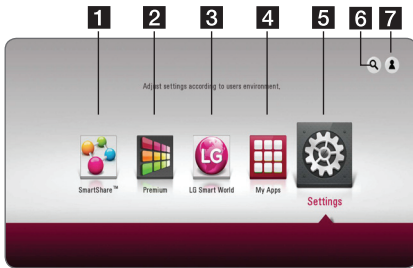 1 2 3 4 5 6 7
Adjust settings according to users environment.
LG
SmartShare™ Premium LG Smart World My Apps
Settings